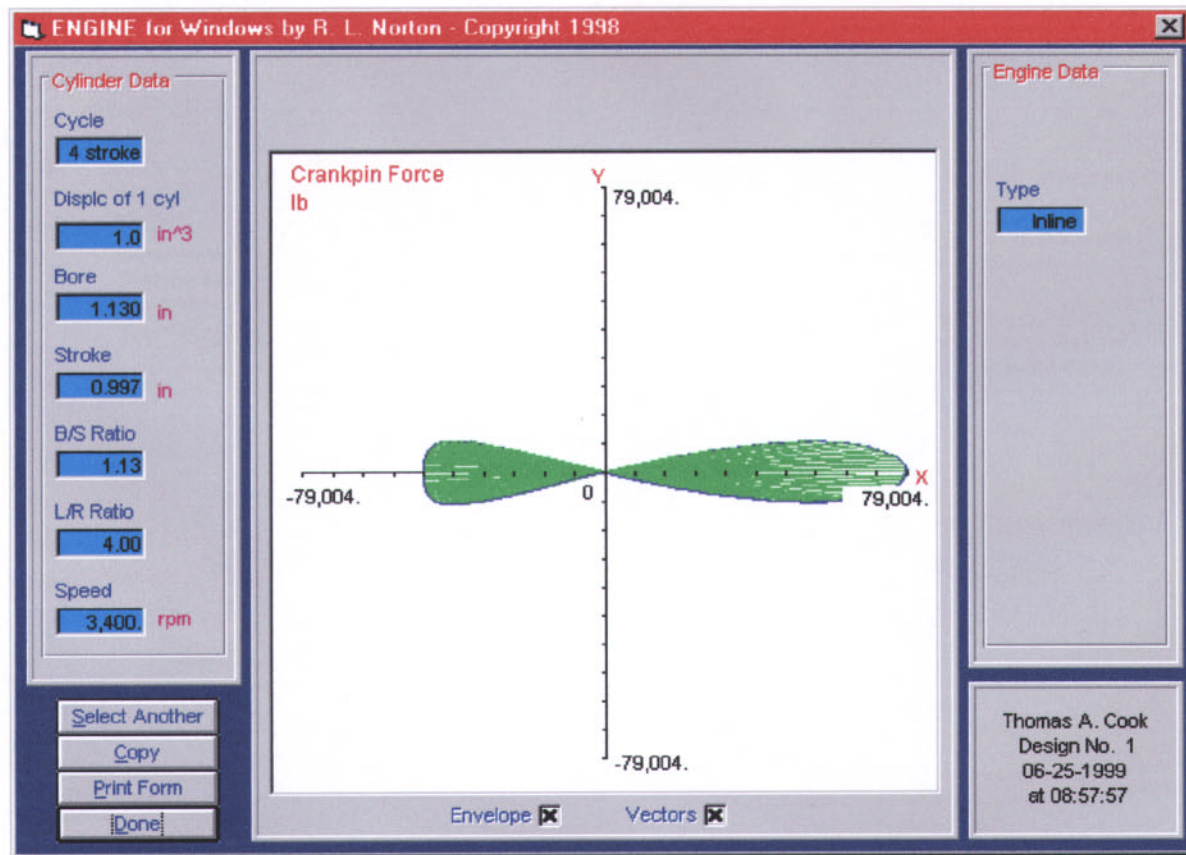 ENGINE for Windows by R. L. Norton - Copyright 1998
Cylinder Data
Cycle
4 stroke
Displc of 1 cyl
1.0 in^3
Bore
1.130 in
Stroke
0.997 in
B/S Ratio
1.13
L/R Ratio
4.00
Speed
3,400. rpm
Select Another
Copy
Print Form
Done
Crankpin Force
lb
Y
79,004.
X
-79,004.
0
79,004.
-79,004.
Envelope
Vectors
Engine Data
Type
Inline
Thomas A. Cook
Design No. 1
06-25-1999
at 08:57:57